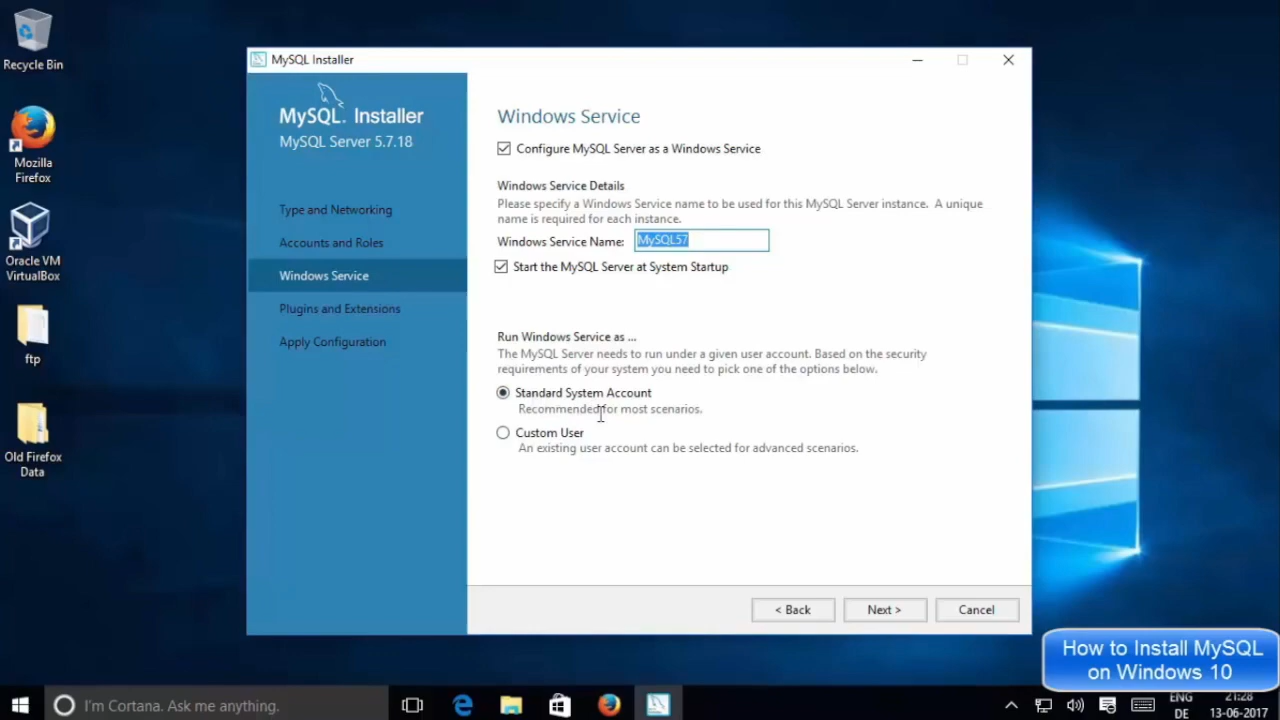 Recycle Bin
Mozilla
Firefox
Oracle VM
VirtualBox
ftp
Old Firefox
Data
MySQL Installer
MySQL. Installer
MySQL Server 5.7.18
Type and Networking
Accounts and Roles
Windows Service
Plugins and Extensions
Apply Configuration
Windows Service
Configure MySQL Server as a Windows Service
Windows Service Details
Please specify a Windows Service name to be used for this MySQL Server instance. A unique
name is required for each instance.
Windows Service Name: MySQL57
Start the MySQL Server at System Startup
Run Windows Service as ...
The MySQL Server needs to run under a given user account. Based on the security
requirements of your system you need to pick one of the options below.
Standard System Account
Recommended for most scenarios.
Custom User
An existing user account can be selected for advanced scenarios.
< Back
Next >
Cancel
How to Install MySQL
on Windows 10
I'm Cortana. Ask me anything.
ENG
DE
21:28
13-06-2017